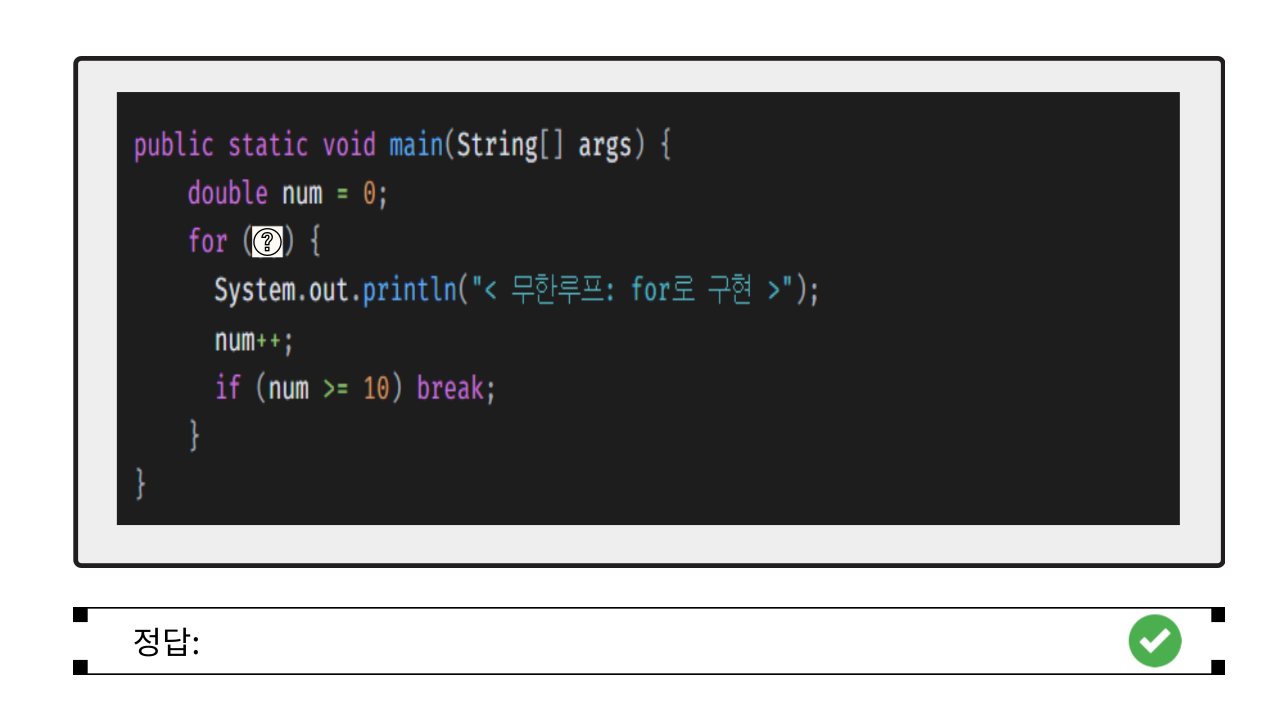 public static void main(String[] args) {
double num = 0;
for (?) {
System.out.println("< 무한루프: for로 구현 >");
num++;
if (num >= 10) break;
}
}
정답: